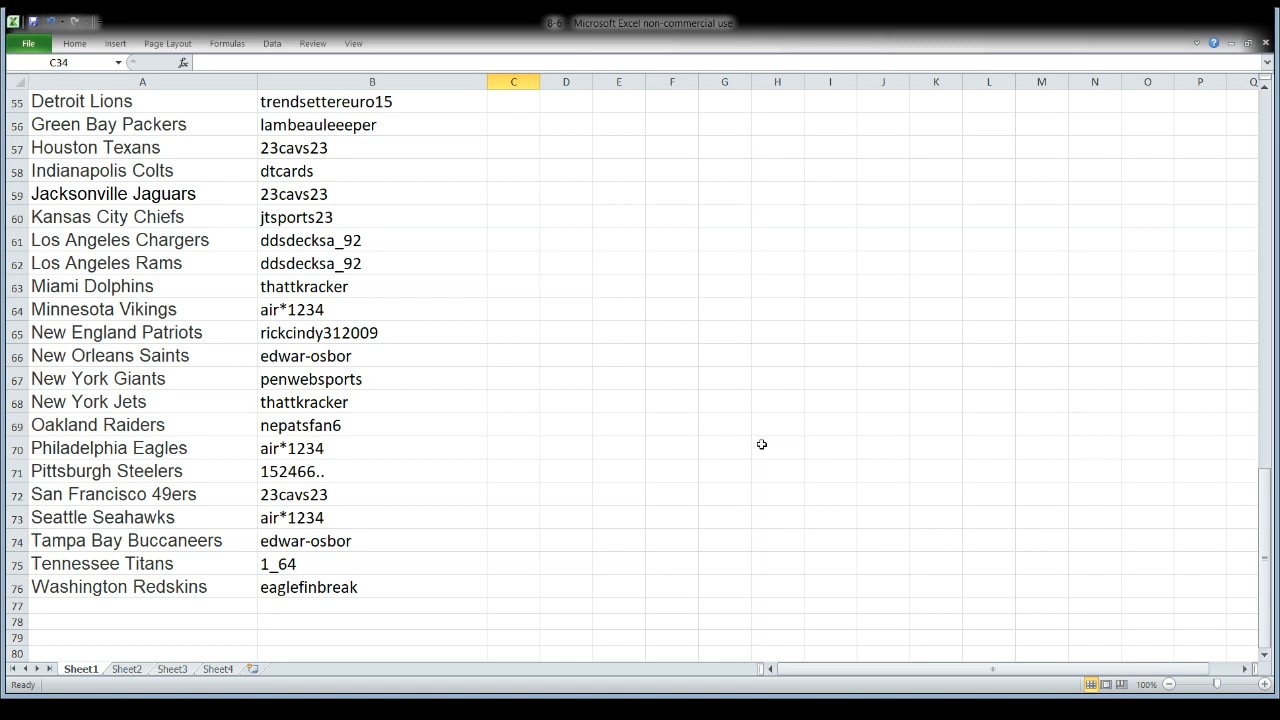 8-6 Microsoft Excel non-commercial use
File Home Insert Page Layout Formulas Data Review View
C34 fx
A B C D E F G H I J K L M N O P Q
55 Detroit Lions trendsettereuro15
56 Green Bay Packers lambeauleeeper
57 Houston Texans 23cavs23
58 Indianapolis Colts dtcards
59 Jacksonville Jaguars 23cavs23
60 Kansas City Chiefs jtsports23
61 Los Angeles Chargers ddsdecksa_92
62 Los Angeles Rams ddsdecksa_92
63 Miami Dolphins thattkracker
64 Minnesota Vikings air*1234
65 New England Patriots rickcindy312009
66 New Orleans Saints edwar-osbor
67 New York Giants penwebsports
68 New York Jets thattkracker
69 Oakland Raiders nepatsfan6
70 Philadelphia Eagles air*1234
71 Pittsburgh Steelers 152466..
72 San Francisco 49ers 23cavs23
73 Seattle Seahawks air*1234
74 Tampa Bay Buccaneers edwar-osbor
75 Tennessee Titans 1_64
76 Washington Redskins eaglefinbreak
77
78
79
80
Sheet1 Sheet2 Sheet3 Sheet4
Ready 100%